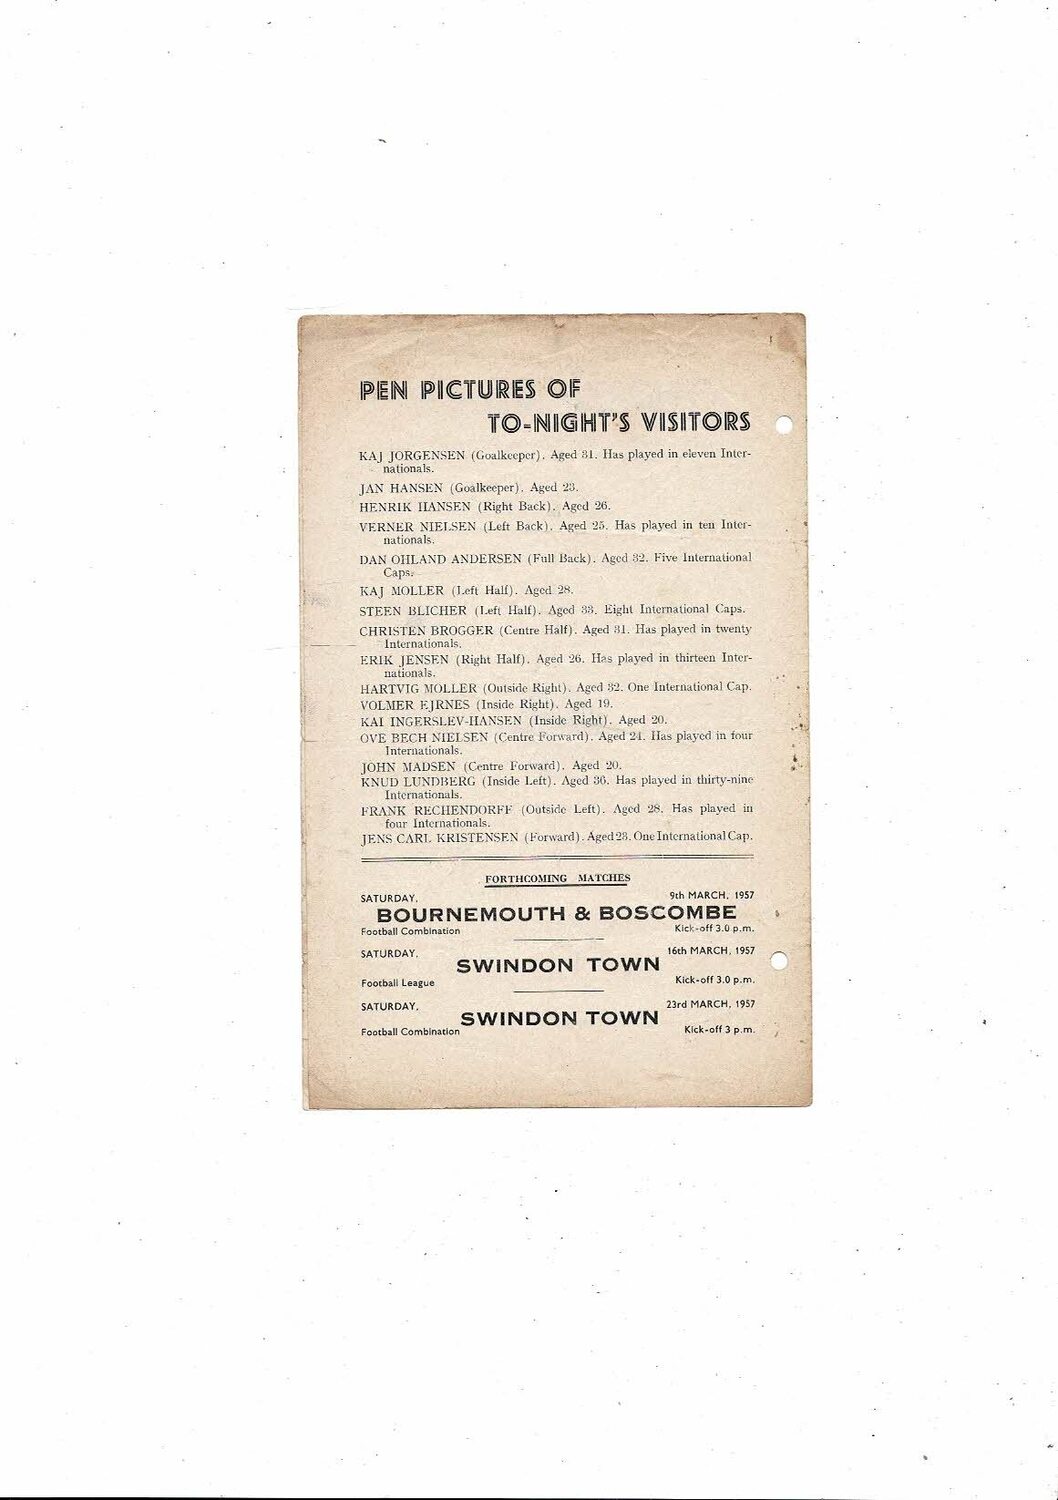 PEN PICTURES OF
TO-NIGHT'S VISITORS
KAJ JORGENSEN (Goalkeeper). Aged 31. Has played in eleven Inter-
nationals.
JAN HANSEN (Goalkeeper). Aged 23.
HENRIK HANSEN (Right Back). Aged 26.
VERNER NIELSEN (Left Back). Aged 25. Has played in ten Inter-
nationals.
DAN OHLAND ANDERSEN (Full Back). Aged 32. Five International
Caps.
KAJ MOLLER (Left Half). Aged 28.
STEEN BLICHER (Left Half). Aged 33. Eight International Caps.
CHRISTEN BROGGER (Centre Half). Aged 31. Has played in twenty
Internationals.
ERIK JENSEN (Right Half). Aged 26. Has played in thirteen Inter-
nationals.
HARTVIG MOLLER (Outside Right). Aged 32. One International Cap.
VOLMER EJRNES (Inside Right). Aged 19.
KAI INGERSLEV-HANSEN (Inside Right). Aged 20.
OVE BECH NIELSEN (Centre Forward). Aged 24. Has played in four
Internationals.
JOHN MADSEN (Centre Forward). Aged 20.
KNUD LUNDBERG (Inside Left). Aged 36. Has played in thirty-nine
Internationals.
FRANK RECHENDORFF (Outside Left). Aged 28. Has played in
four Internationals.
JENS CARL KRISTENSEN (Forward). Aged 23. One International Cap.
FORTHCOMING MATCHES
SATURDAY, 9th MARCH, 1957
BOURNEMOUTH & BOSCOMBE
Football Combination Kick-off 3.0 p.m.
SATURDAY, 16th MARCH, 1957
SWINDON TOWN
Football League Kick-off 3.0 p.m.
SATURDAY, 23rd MARCH, 1957
SWINDON TOWN
Football Combination Kick-off 3 p.m.